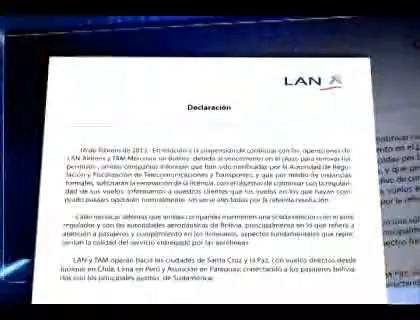 LAN
Declaración
16 de febrero de 2013.- En relación a la suspensión de continuar con las operaciones de
LAN Airlines y TAM Mercosur en Bolivia, debido al vencimiento en el plazo para renovar los
permisos, ambas compañías informan que han sido notificadas por la Autoridad de Regu-
lación y Fiscalización de Telecomunicaciones y Transportes, y que por medio de instancias
formales, solicitarán la renovación de la licencia, con el objetivo de continuar con la regulari-
dad de sus vuelos. Informamos a nuestros clientes que los vuelos en los que hayan com-
prado pasajes operarán normalmente, sin verse afectadas por la referida resolución.
Cabe destacar además que ambas compañías mantienen una sólida relación con el ente
regulador y con las autoridades aeronáuticas de Bolivia, principalmente en lo que refiere a
atención a pasajeros y cumplimiento en los itinerarios, aspectos fundamentales que repre-
sentan la calidad del servicio entregado por las aerolíneas.
LAN y TAM operan hacia las ciudades de Santa Cruz y la Paz, con vuelos directos desde
Iquique en Chile, Lima en Perú y Asunción en Paraguay, conectando a los pasajeros bolivia-
nos con los principales puntos de Sudamérica.